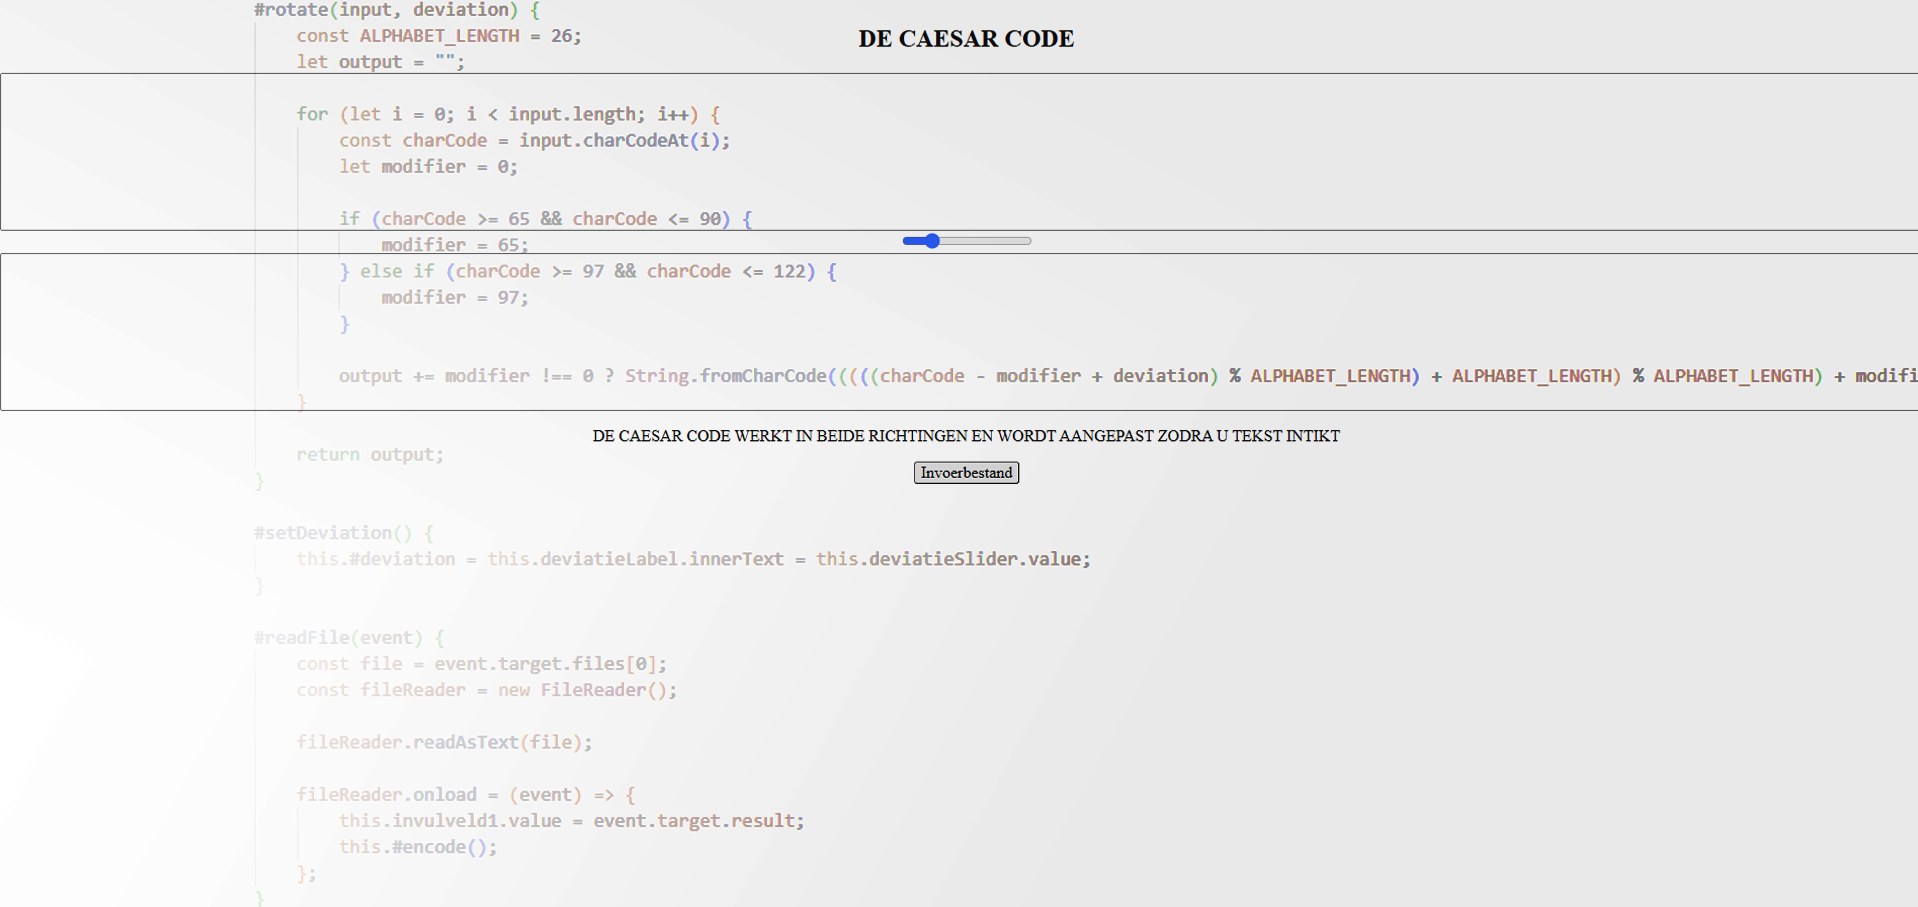 #rotate(input, deviation) {
const ALPHABET_LENGTH = 26;
DE CAESAR CODE
let output = "";
for (let i = 0; i < input.length; i++) {
const charCode = input.charCodeAt(i);
let modifier = 0;
if (charCode >= 65 && charCode <= 90) {
modifier = 65;
} else if (charCode >= 97 && charCode <= 122) {
modifier = 97;
}
output += modifier !== 0 ? String.fromCharCode(((((charCode - modifier + deviation) % ALPHABET_LENGTH) + ALPHABET_LENGTH) % ALPHABET_LENGTH) + modifi
}
DE CAESAR CODE WERKT IN BEIDE RICHTINGEN EN WORDT AANGEPAST ZODRA U TEKST INTIKT
return output;
Invoerbestand
}
#setDeviation() {
this.#deviation = this.deviatieLabel.innerText = this.deviatieSlider.value;
}
#readFile(event) {
const file = event.target.files[0];
const fileReader = new FileReader();
fileReader.readAsText(file);
fileReader.onload = (event) => {
this.invulveld1.value = event.target.result;
this.#encode();
};
}